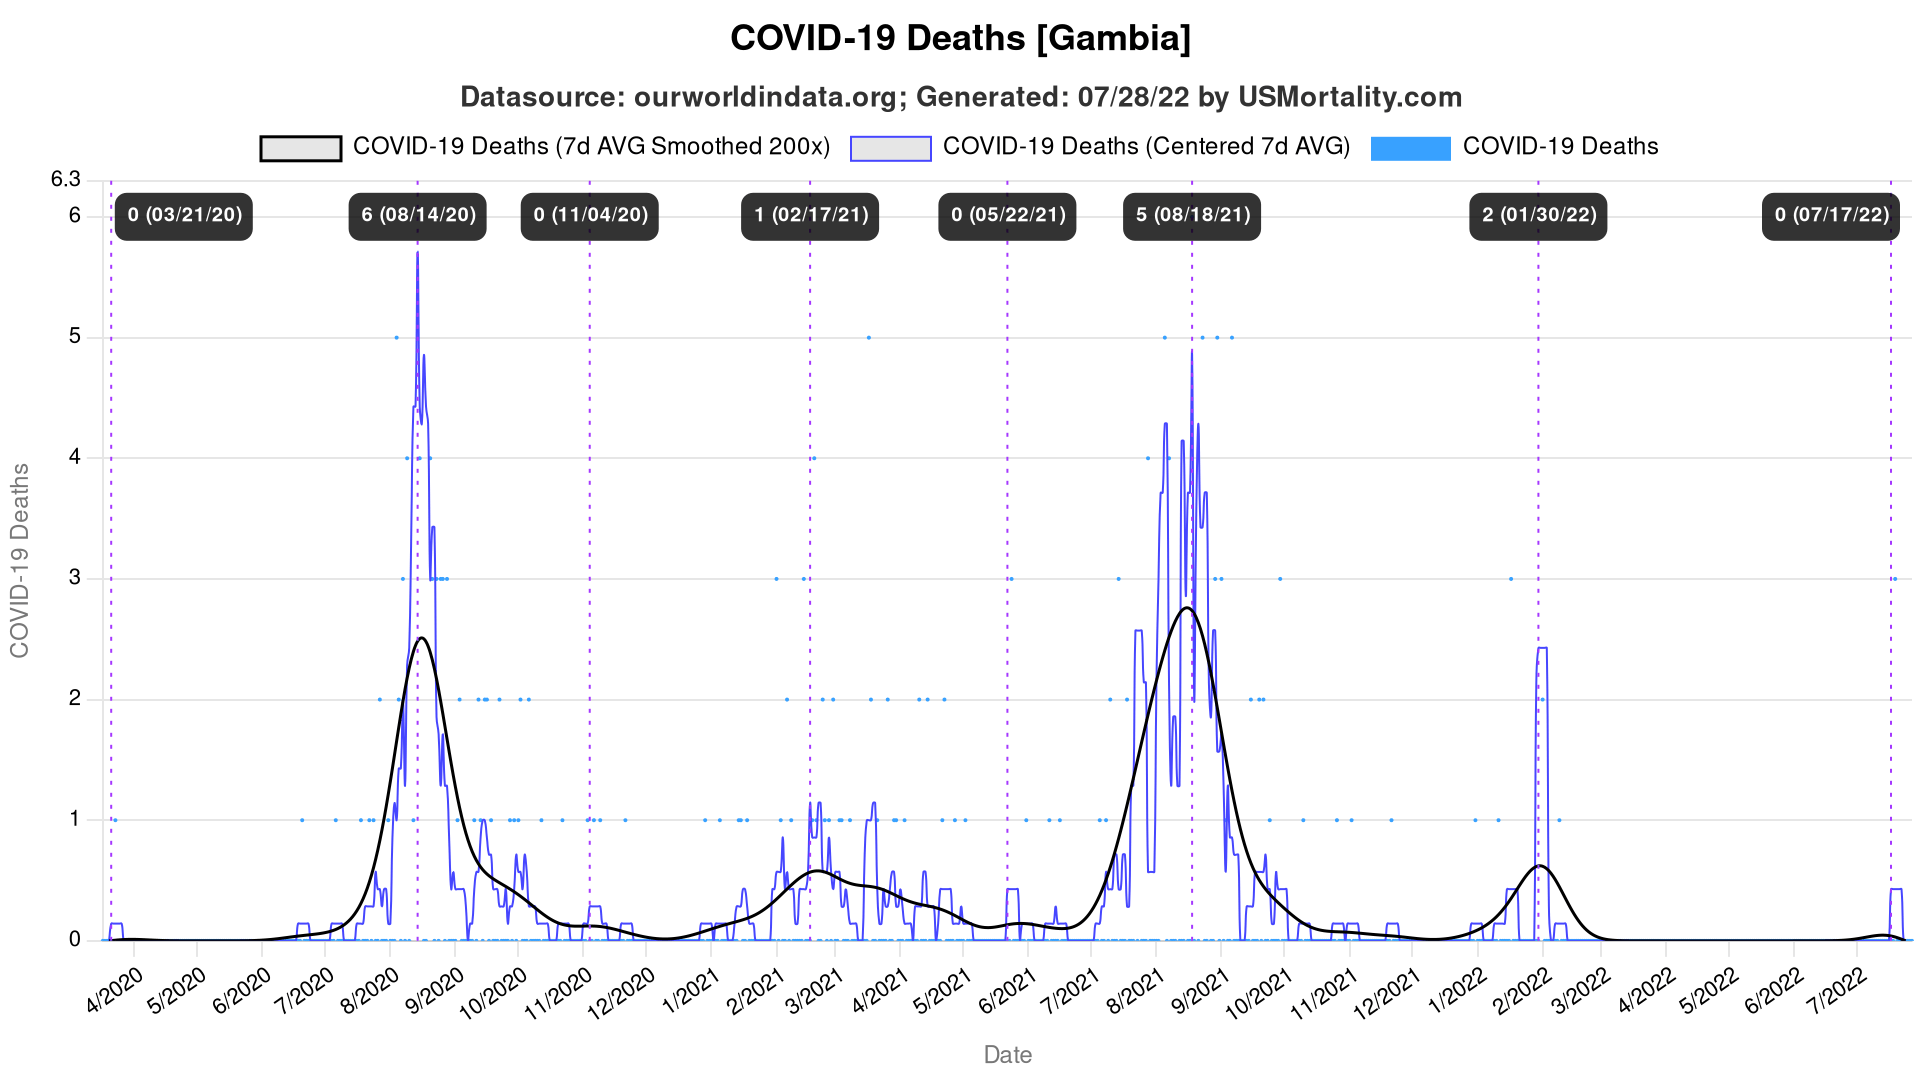 COVID-19 Deaths [Gambia]
Datasource: ourworldindata.org; Generated: 07/28/22 by USMortality.com
COVID-19 Deaths (7d AVG Smoothed 200x) COVID-19 Deaths (Centered 7d AVG) COVID-19 Deaths
6.3
0 (03/21/20) 6 (08/14/20) 0 (11/04/20) 1 (02/17/21) 0 (05/22/21) 5 (08/18/21) 2 (01/30/22) 0 (07/17/22)
6
5
4
3
2
1
0
COVID-19 Deaths
4/2020 5/2020 6/2020 7/2020 8/2020 9/2020 10/2020 11/2020 12/2020 1/2021 2/2021 3/2021 4/2021 5/2021 6/2021 7/2021 8/2021 9/2021 10/2021 11/2021 12/2021 1/2022 2/2022 3/2022 4/2022 5/2022 6/2022 7/2022
Date